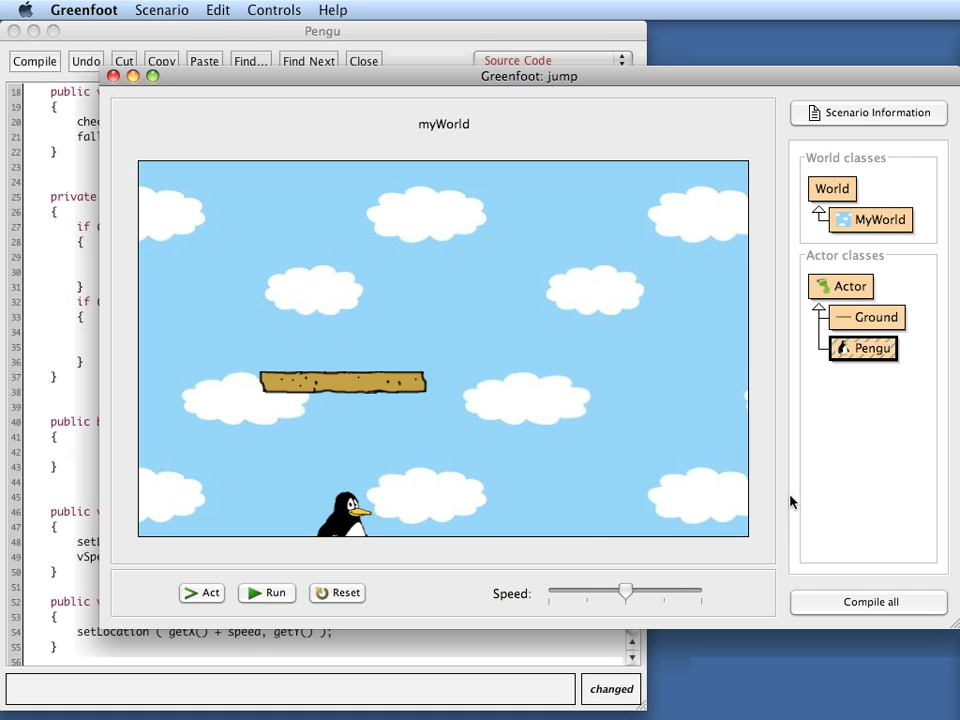 Greenfoot Scenario Edit Controls Help
Pengu
Compile Undo Cut Copy Paste Find... Find Next Close Source Code
Greenfoot: jump
myWorld
Scenario Information
World classes
World
MyWorld
Actor classes
Actor
Ground
Pengu
18 public v
19 {
20 che
21 fall
22 }
23
24
25 private
26 {
27 if (
28 {
29
30
31 }
32 if (
33 {
34
35
36 }
37 }
38
39
40 public b
41 {
42
43 }
44
45
46 public v
47 {
48 setL
49 vSpe
50 }
51
52 public v
53 {
54 setLocation ( getX() + speed, getY() );
55 }
56
Act Run Reset Speed:
Compile all
changed